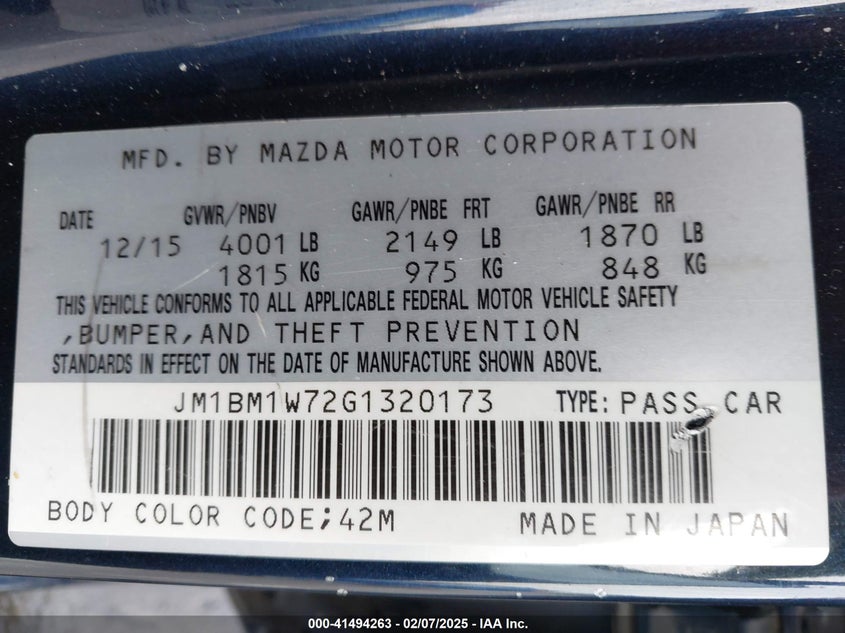 MFD. BY MAZDA MOTOR CORPORATION
DATE GVWR/PNBV GAWR/PNBE FRT GAWR/PNBE RR
12/15 4001 LB 2149 LB 1870 LB
1815 KG 975 KG 848 KG
THIS VEHICLE CONFORMS TO ALL APPLICABLE FEDERAL MOTOR VEHICLE SAFETY
,BUMPER,AND THEFT PREVENTION
STANDARDS IN EFFECT ON THE DATE OF MANUFACTURE SHOWN ABOVE.
JM1BM1W72G1320173 TYPE: PASS CAR
BODY COLOR CODE;42M MADE IN JAPAN
000-41494263 - 02/07/2025 - IAA Inc.